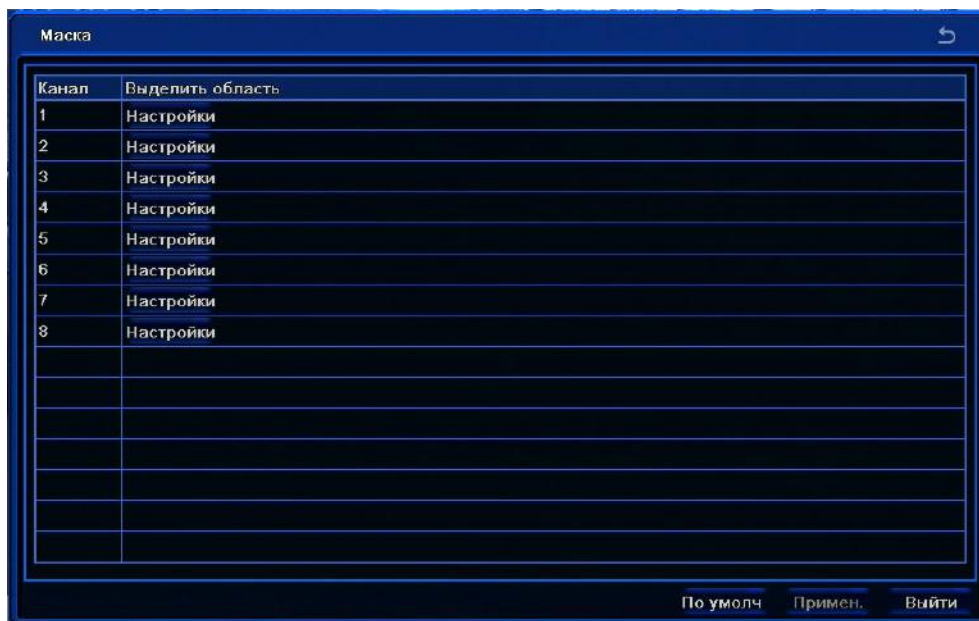 Маска
Канал Выделить область
1 Настройки
2 Настройки
3 Настройки
4 Настройки
5 Настройки
6 Настройки
7 Настройки
8 Настройки
По умолч Примен. Выйти